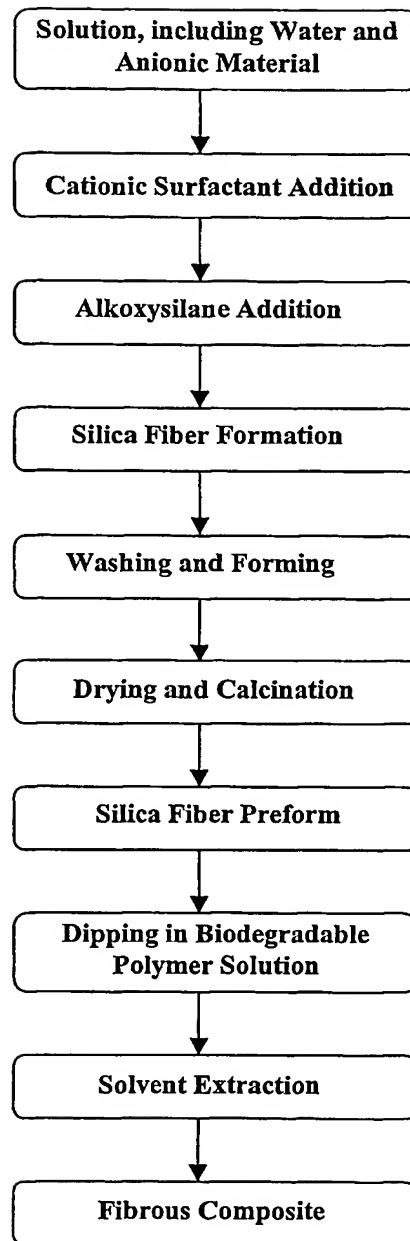 Solution, including Water and
Anionic Material
Cationic Surfactant Addition
Alkoxysilane Addition
Silica Fiber Formation
Washing and Forming
Drying and Calcination
Silica Fiber Preform
Dipping in Biodegradable
Polymer Solution
Solvent Extraction
Fibrous Composite